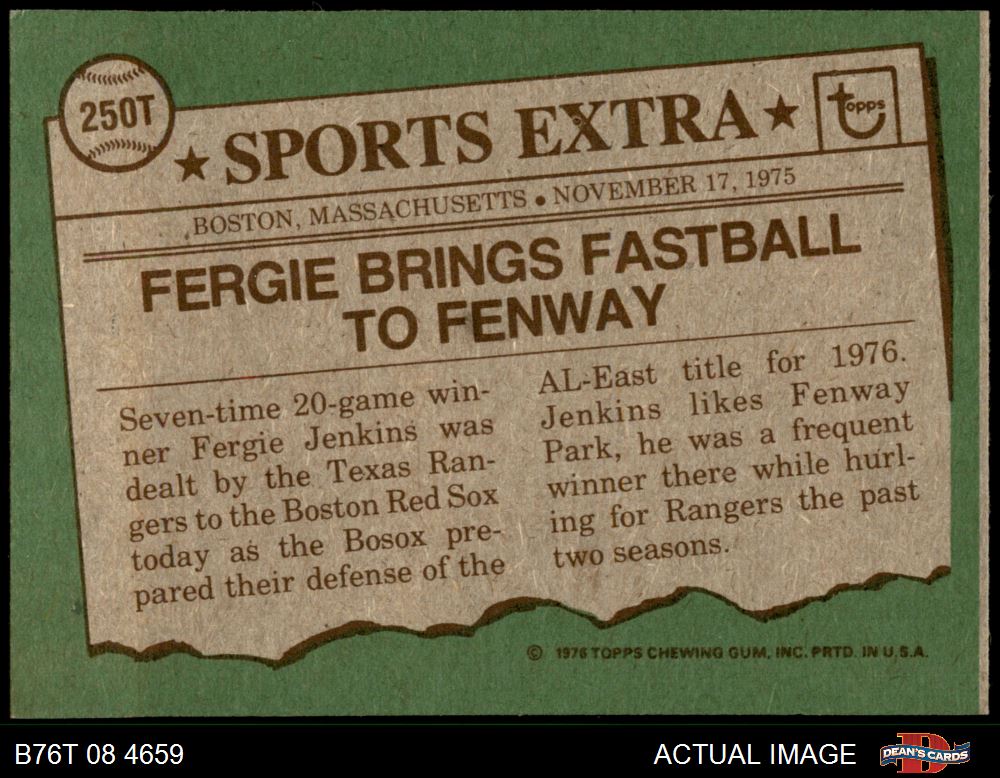 250T
★ SPORTS EXTRA ★
topps
BOSTON, MASSACHUSETTS • NOVEMBER 17, 1975
FERGIE BRINGS FASTBALL
TO FENWAY
Seven-time 20-game win-
ner Fergie Jenkins was
dealt by the Texas Ran-
gers to the Boston Red Sox
today as the Bosox pre-
pared their defense of the
AL-East title for 1976.
Jenkins likes Fenway
Park, he was a frequent
winner there while hurl-
ing for Rangers the past
two seasons.
© 1976 TOPPS CHEWING GUM, INC. PRTD. IN U.S.A.
B76T 08 4659
ACTUAL IMAGE
D
DEAN'S CARDS